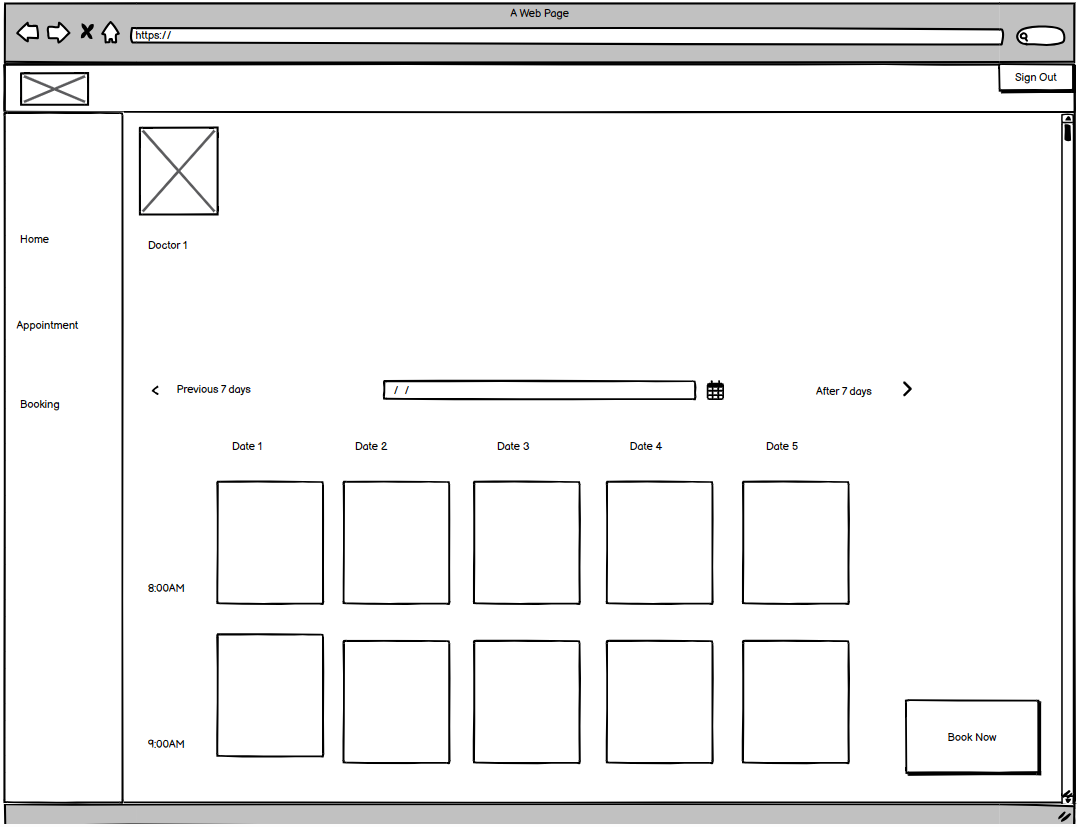 A Web Page
https://
Sign Out
Home
Appointment
Booking
Doctor 1
Previous 7 days
/ /
After 7 days
Date 1
Date 2
Date 3
Date 4
Date 5
8:00AM
9:00AM
Book Now